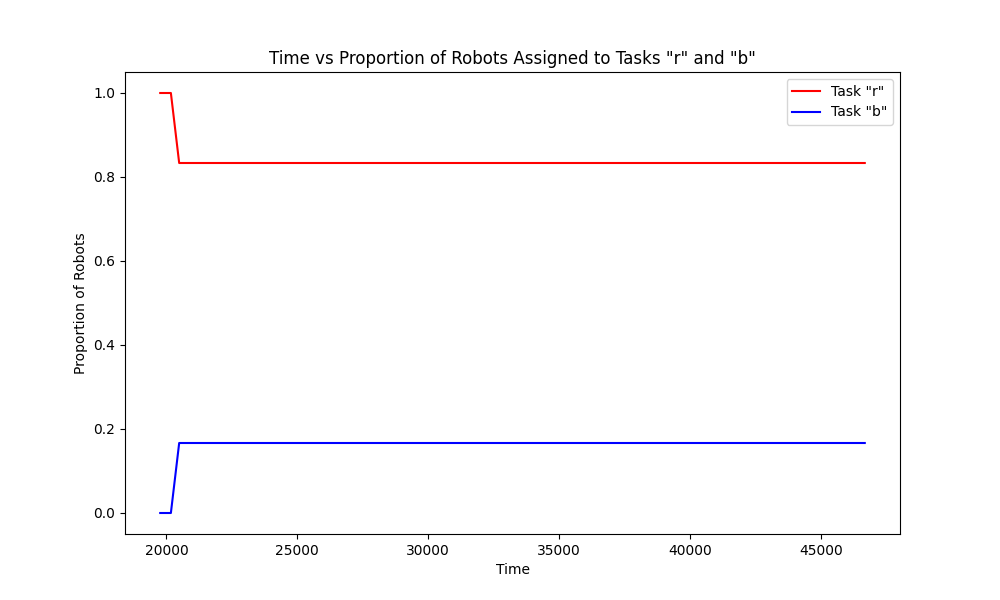 Time vs Proportion of Robots Assigned to Tasks "r" and "b"
Task "r"
Task "b"
Proportion of Robots
1.0
0.8
0.6
0.4
0.2
0.0
20000 25000 30000 35000 40000 45000
Time